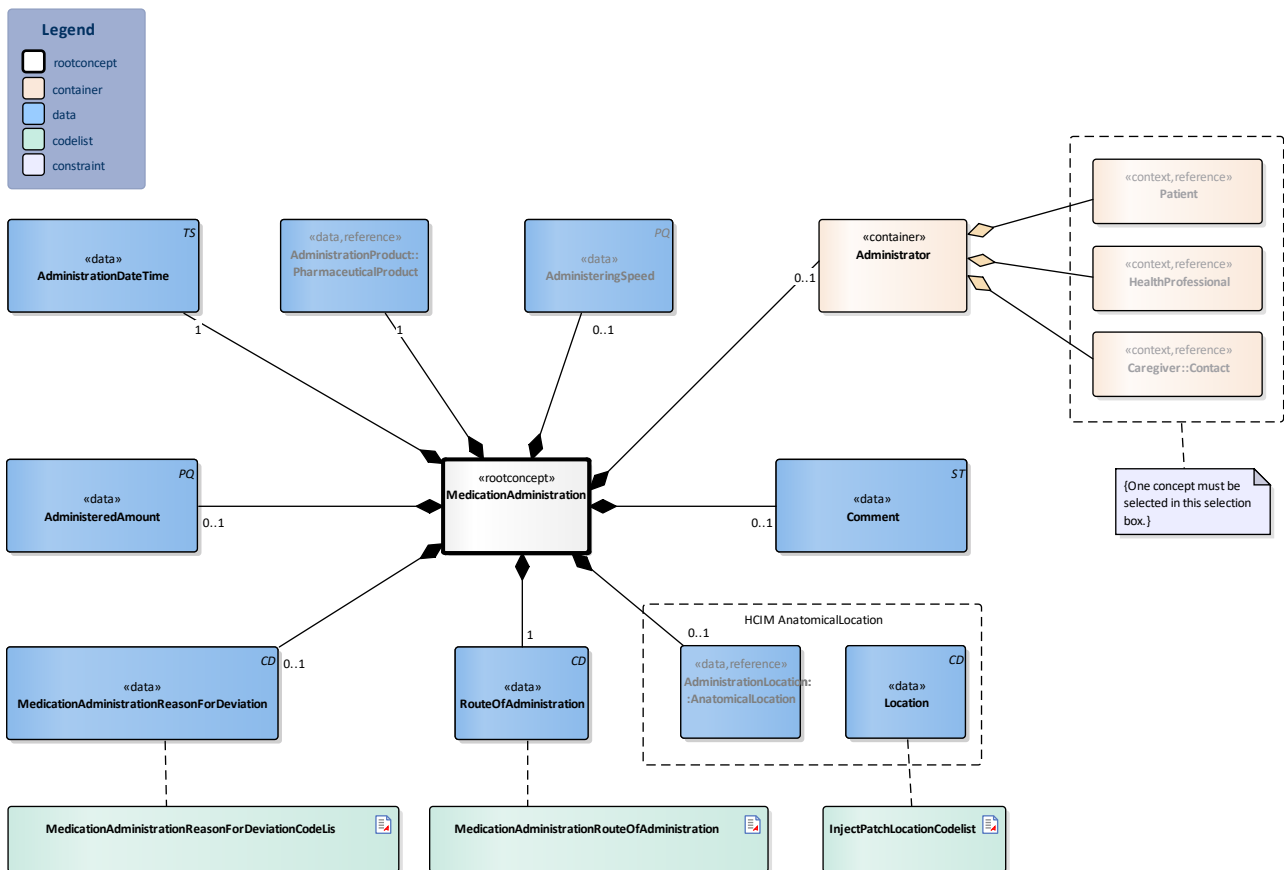 Legend
rootconcept
container
data
codelist
constraint
«context,reference»
Patient
«context,reference»
HealthProfessional
«context,reference»
Caregiver::Contact
TS
«data»
AdministrationDateTime
1
«data,reference»
AdministrationProduct::
PharmaceuticalProduct
1
PQ
«data»
AdministeringSpeed
0..1
«container»
Administrator
0..1
PQ
«data»
AdministeredAmount
0..1
«rootconcept»
MedicationAdministration
ST
«data»
Comment
0..1
{One concept must be
selected in this selection
box.}
CD
«data»
MedicationAdministrationReasonForDeviation
0..1
CD
«data»
RouteOfAdministration
1
HCIM AnatomicalLocation
0..1
«data,reference»
AdministrationLocation:
:AnatomicalLocation
CD
«data»
Location
MedicationAdministrationReasonForDeviationCodeLis
MedicationAdministrationRouteOfAdministration
InjectPatchLocationCodelist